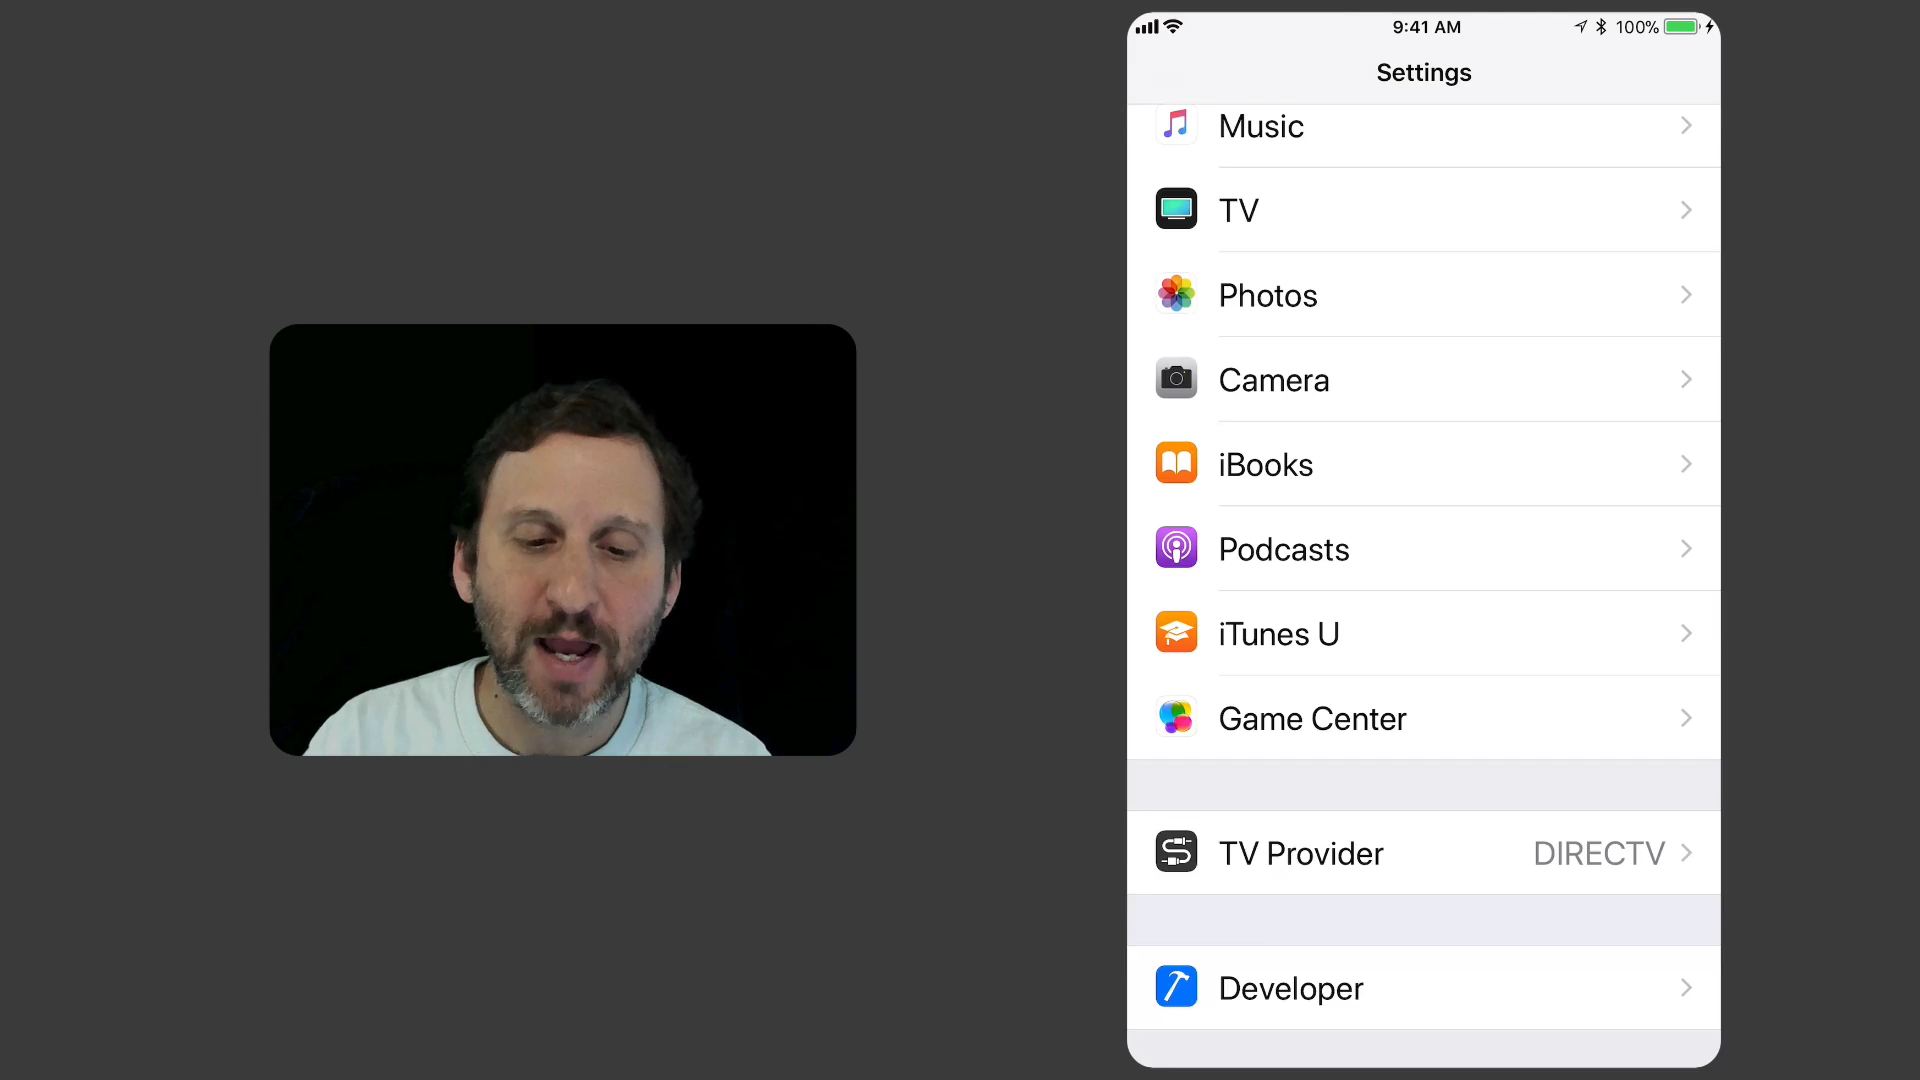 9:41 AM
100%
Settings
Music
TV
Photos
Camera
iBooks
Podcasts
iTunes U
Game Center
TV Provider DIRECTV
Developer